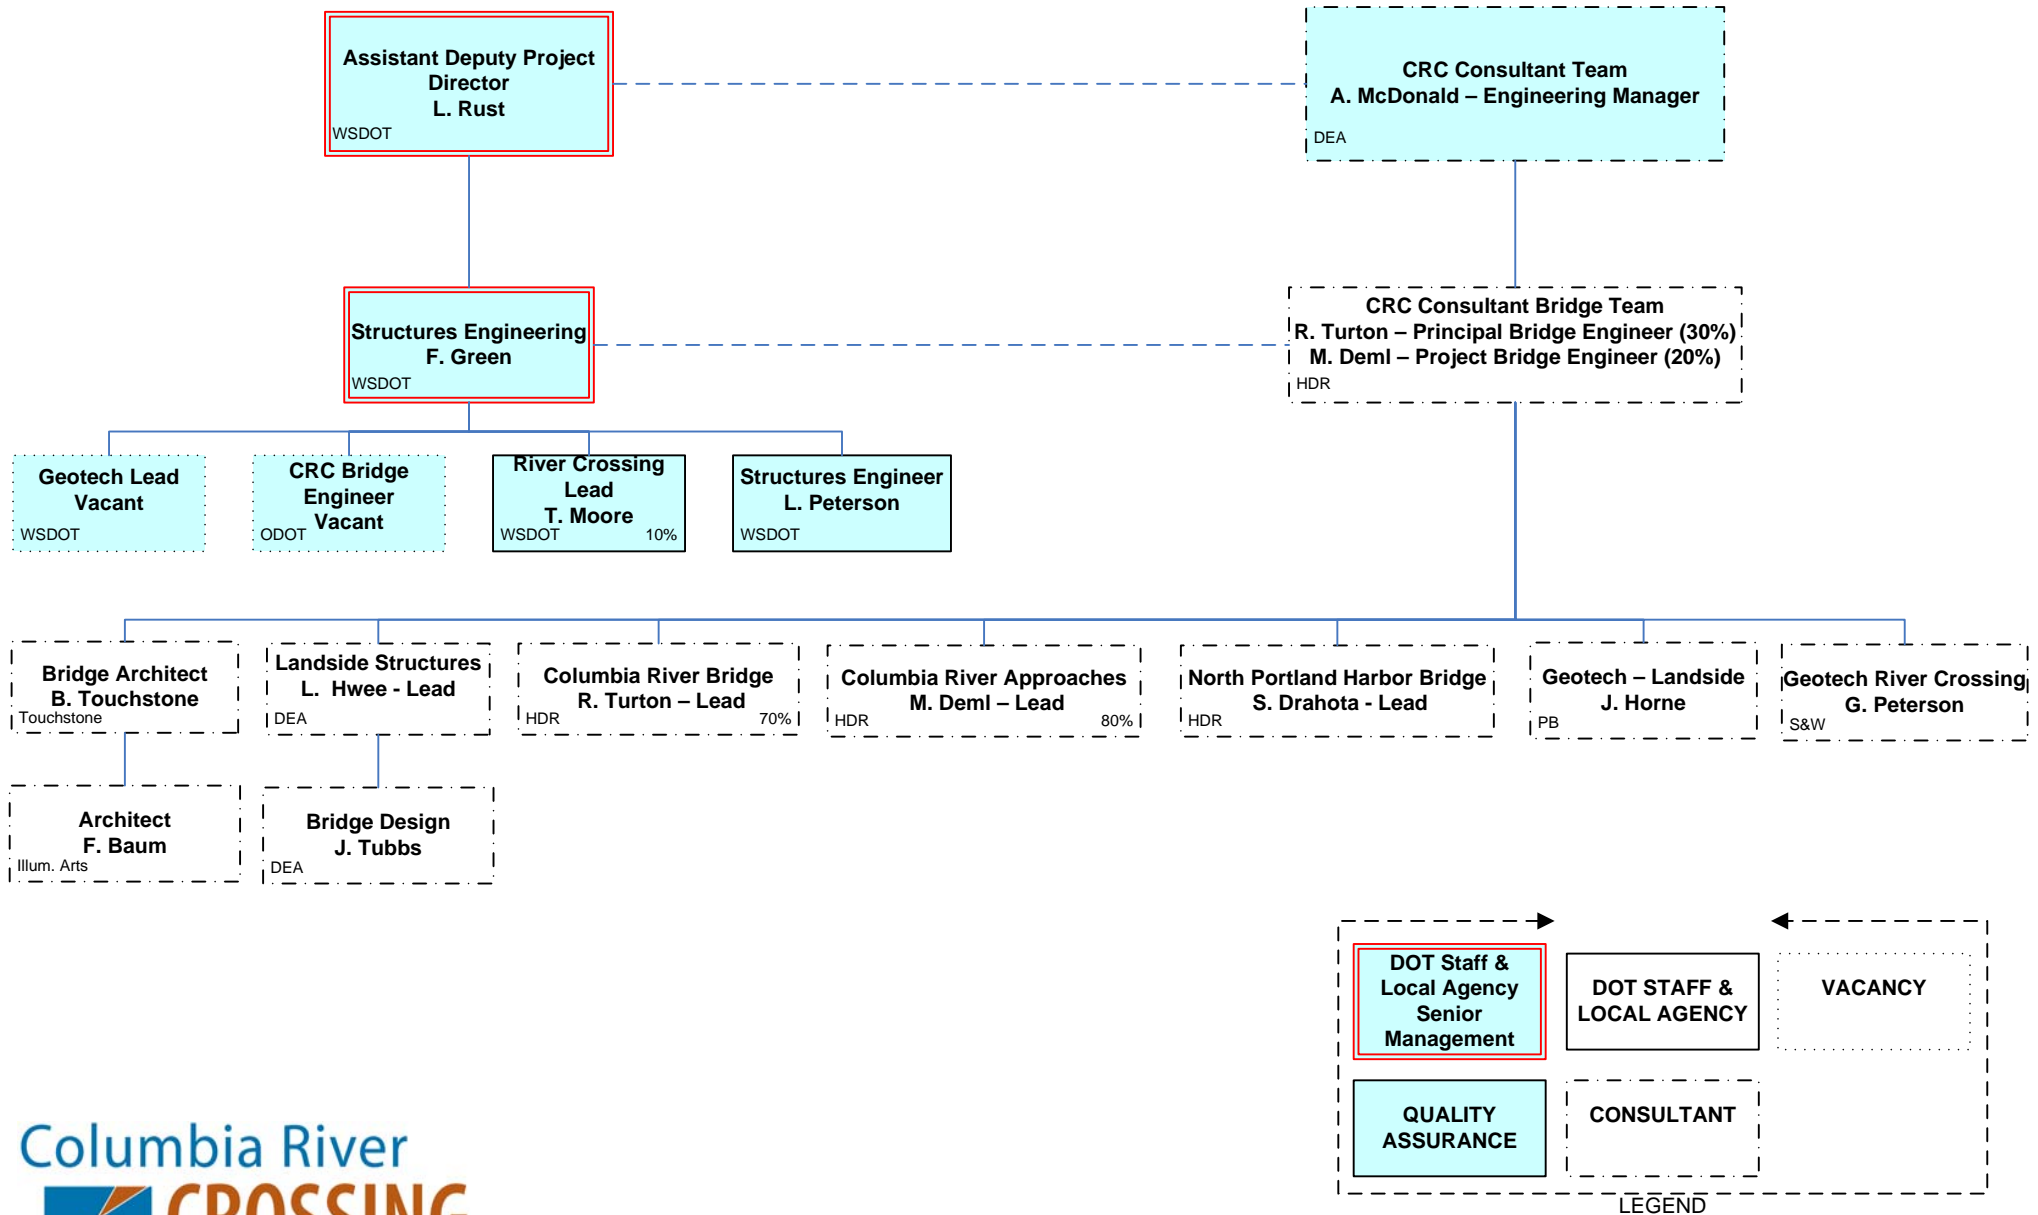 Assistant Deputy Project
Director
L. Rust
WSDOT
CRC Consultant Team
A. McDonald – Engineering Manager
DEA
Structures Engineering
F. Green
WSDOT
CRC Consultant Bridge Team
R. Turton – Principal Bridge Engineer (30%)
M. Deml – Project Bridge Engineer (20%)
HDR
Geotech Lead
Vacant
WSDOT
CRC Bridge
Engineer
Vacant
ODOT
River Crossing
Lead
T. Moore
WSDOT 10%
Structures Engineer
L. Peterson
WSDOT
Bridge Architect
B. Touchstone
Touchstone
Landside Structures
L. Hwee - Lead
DEA
Columbia River Bridge
R. Turton – Lead
HDR 70%
Columbia River Approaches
M. Deml – Lead
HDR 80%
North Portland Harbor Bridge
S. Drahota - Lead
HDR
Geotech – Landside
J. Horne
PB
Geotech River Crossing
G. Peterson
S&W
Architect
F. Baum
Illum. Arts
Bridge Design
J. Tubbs
DEA
DOT Staff &
Local Agency
Senior
Management
DOT STAFF &
LOCAL AGENCY
VACANCY
QUALITY
ASSURANCE
CONSULTANT
LEGEND
Columbia River
CROSSING